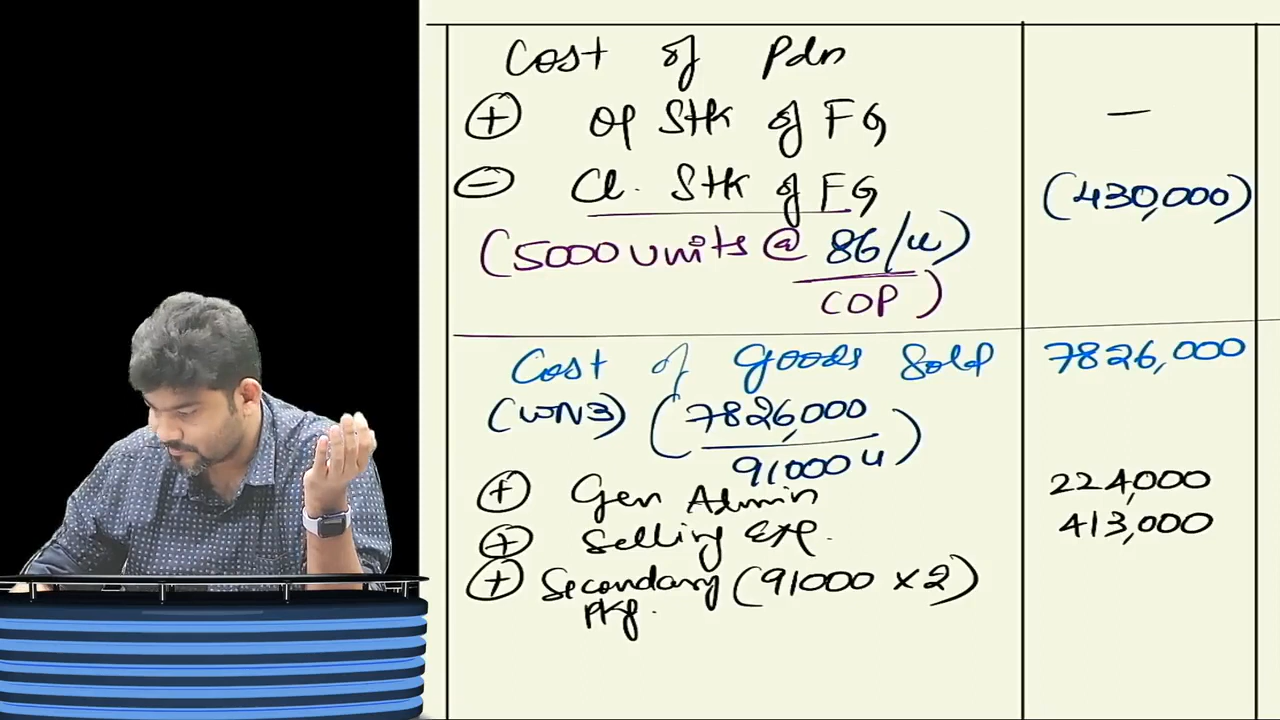 Cost of Pdn
+ Op Stk of FG —
- Cl. Stk of FG (430,000)
(5000 units @ 86/u)
COP)
Cost of Goods Sold 7826,000
(WN3) (7826,000
91000 u)
+ Gen Admin 224,000
+ Selling Exp. 413,000
+ Secondary (91000 x 2)
Pkg.